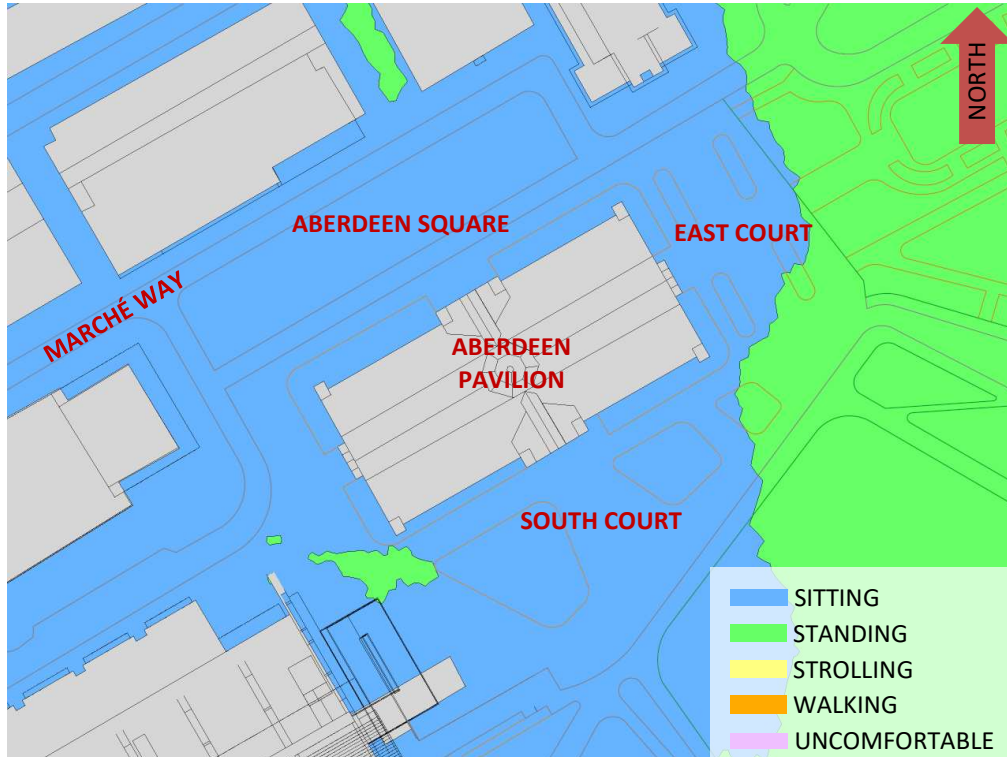 NORTH
ABERDEEN SQUARE
EAST COURT
MARCHÉ WAY
ABERDEEN
PAVILION
SOUTH COURT
SITTING
STANDING
STROLLING
WALKING
UNCOMFORTABLE